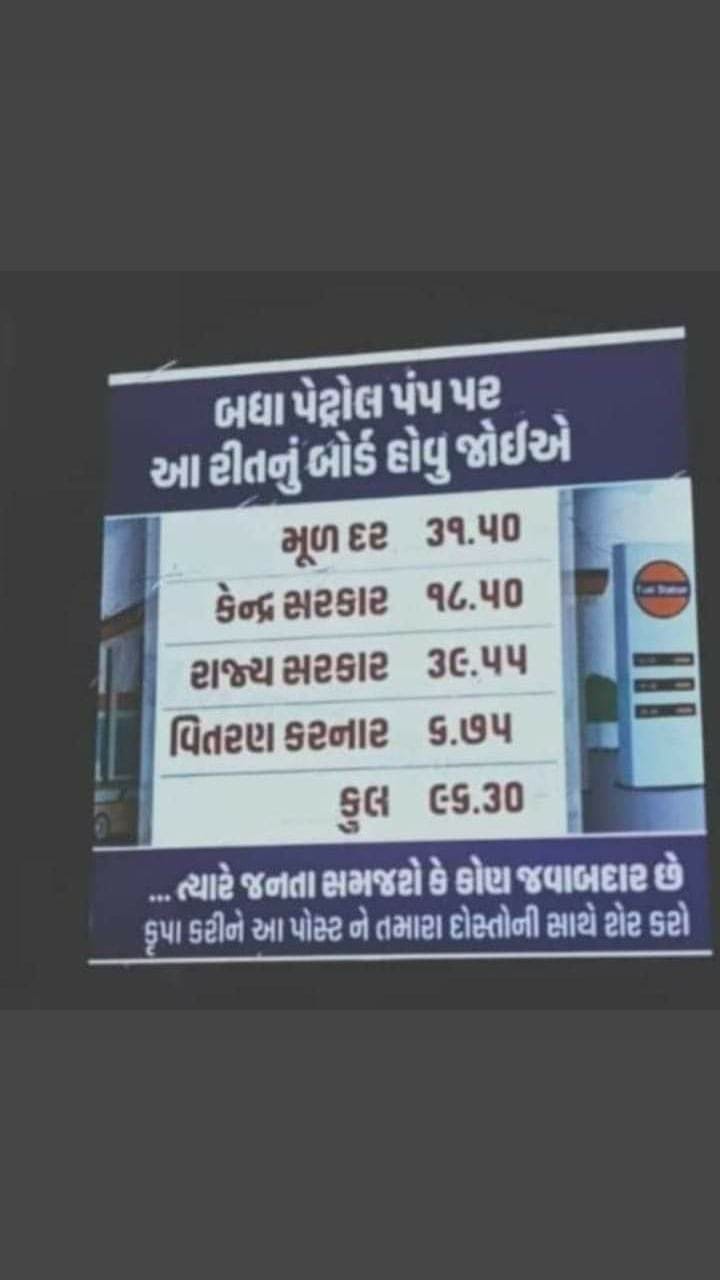 બધા પેટ્રોલ પંપ પર
આ રીતનું બોર્ડ હોવુ જોઈએ
મૂળ દર ૩૧.૫૦
કેન્દ્ર સરકાર ૧૮.૫૦
રાજ્ય સરકાર ૩૯.૫૫
વિતરણ કરનાર ૬.૭૫
કુલ ૯૬.૩૦
... ત્યારે જનતા સમજશે કે કોણ જવાબદાર છે
કૃપા કરીને આ પોસ્ટ ને તમારા દોસ્તોની સાથે શેર કરો